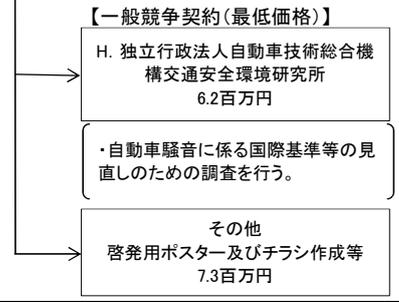 【一般競争契約(最低価格)】
H. 独立行政法人自動車技術総合機
構交通安全環境研究所
6.2百万円
・自動車騒音に係る国際基準等の見
直しのための調査を行う。
その他
啓発用ポスター及びチラシ作成等
7.3百万円